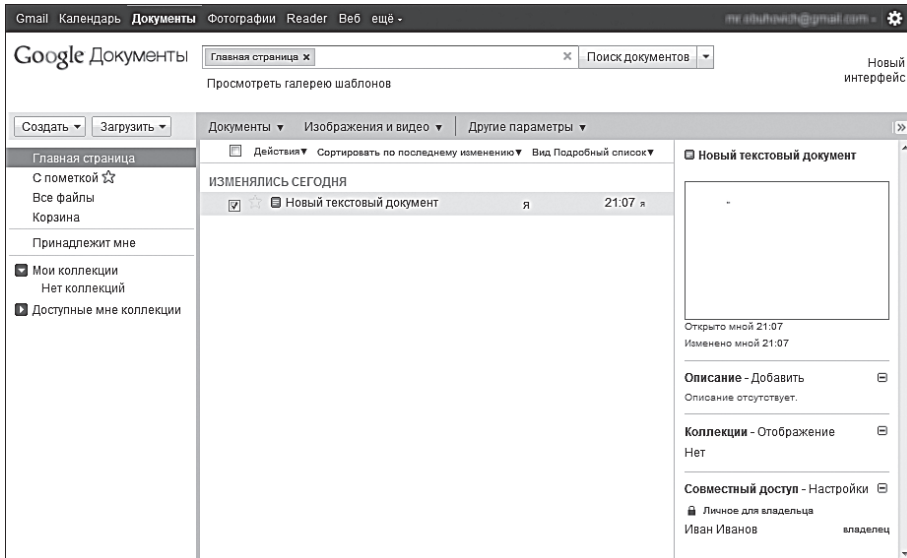 Gmail Календарь Документы Фотографии Reader Веб ещё
Google Документы
Главная страница x
Поиск документов
Просмотреть галерею шаблонов
Новый
интерфейс
Создать Загрузить
Документы Изображения и видео Другие параметры
Главная страница
С пометкой
Все файлы
Корзина
Принадлежит мне
Мои коллекции
Нет коллекций
Доступные мне коллекции
Действия Сортировать по последнему изменению Вид Подробный список
ИЗМЕНЯЛИСЬ СЕГОДНЯ
Новый текстовый документ я 21:07 я
Новый текстовый документ
Открыто мной 21:07
Изменено мной 21:07
Описание - Добавить
Описание отсутствует.
Коллекции - Отображение
Нет
Совместный доступ - Настройки
Личное для владельца
Иван Иванов владелец